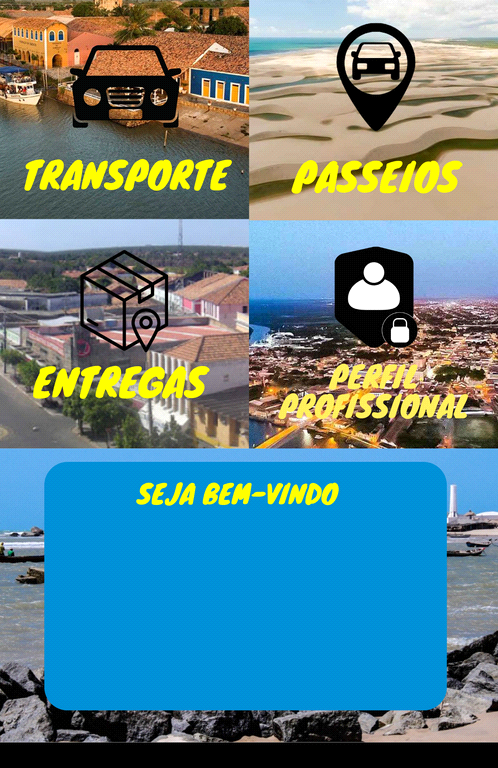 TRANSPORTE
PASSEIOS
ENTREGAS
PERFIL
PROFISSIONAL
SEJA BEM-VINDO